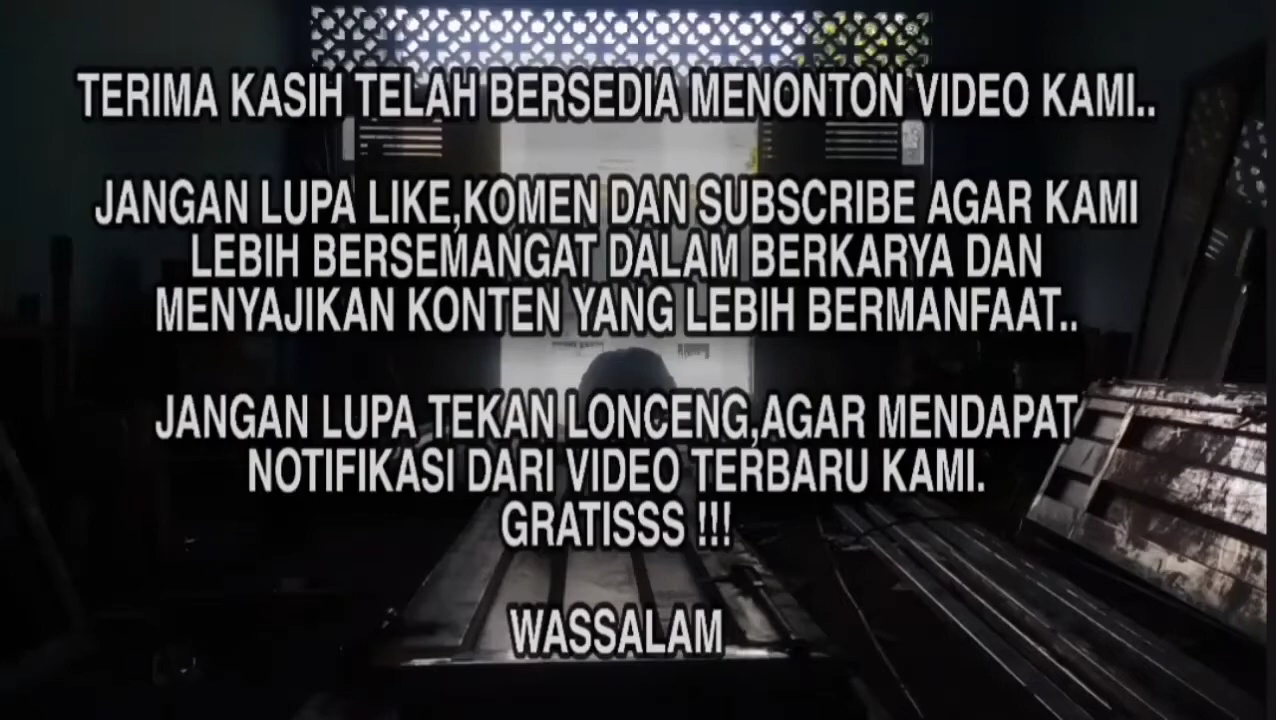 TERIMA KASIH TELAH BERSEDIA MENONTON VIDEO KAMI..
JANGAN LUPA LIKE,KOMEN DAN SUBSCRIBE AGAR KAMI
LEBIH BERSEMANGAT DALAM BERKARYA DAN
MENYAJIKAN KONTEN YANG LEBIH BERMANFAAT..
JANGAN LUPA TEKAN LONCENG,AGAR MENDAPAT
NOTIFIKASI DARI VIDEO TERBARU KAMI.
GRATISSS !!!
WASSALAM